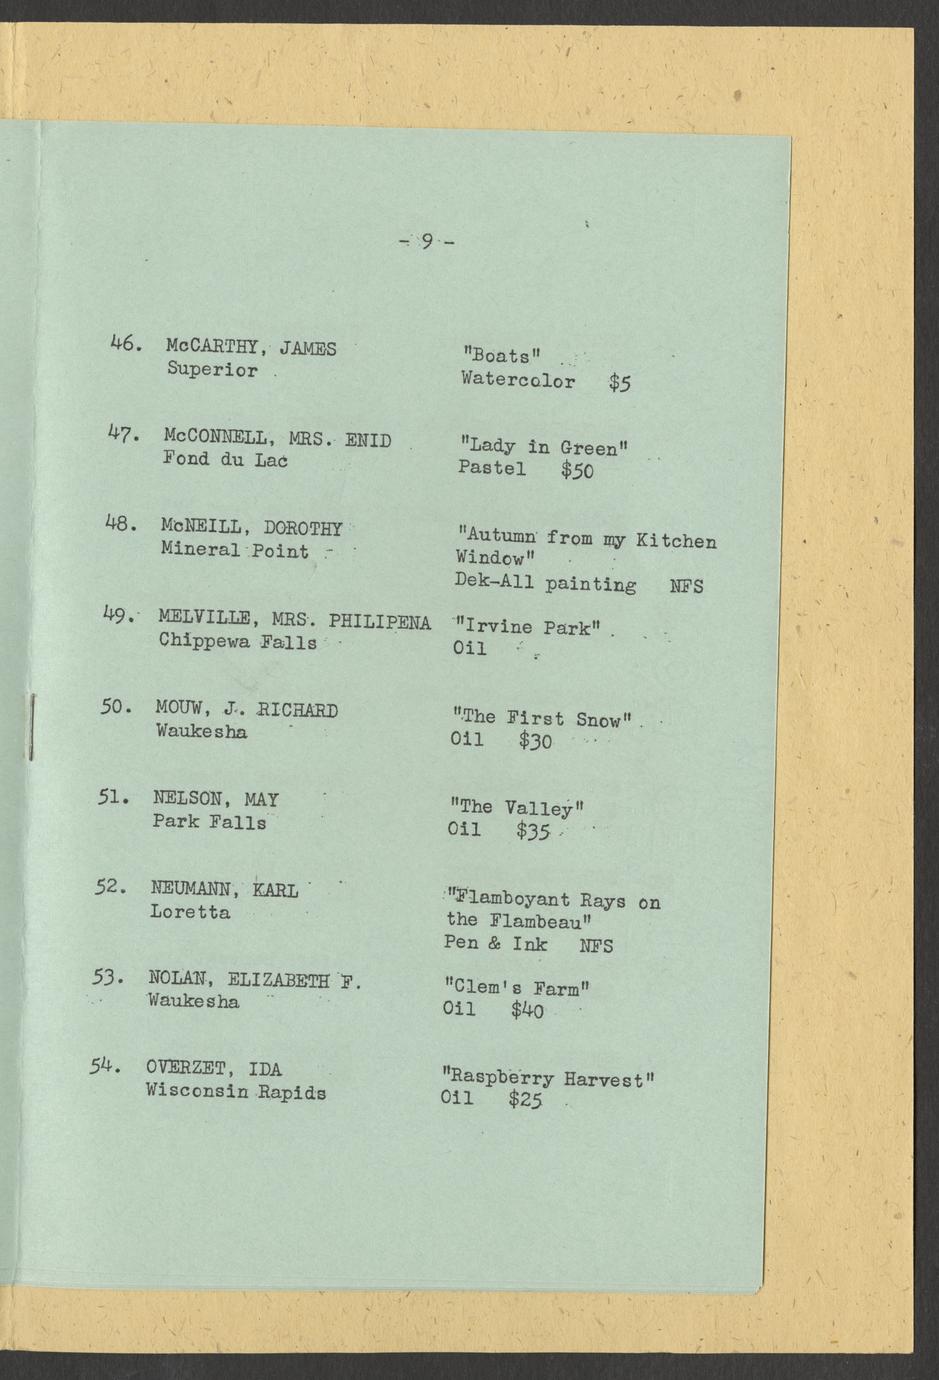 - 9 -
46. McCARTHY, JAMES "Boats"
Superior Watercolor $5
47. McCONNELL, MRS. ENID "Lady in Green"
Fond du Lac Pastel $50
48. McNEILL, DOROTHY "Autumn from my Kitchen
Mineral Point Window"
Dek-All painting NFS
49. MELVILLE, MRS. PHILIPENA "Irvine Park"
Chippewa Falls Oil
50. MOUW, J. RICHARD "The First Snow"
Waukesha Oil $30
51. NELSON, MAY "The Valley"
Park Falls Oil $35
52. NEUMANN, KARL "Flamboyant Rays on
Loretta the Flambeau"
Pen & Ink NFS
53. NOLAN, ELIZABETH F. "Clem's Farm"
Waukesha Oil $40
54. OVERZET, IDA "Raspberry Harvest"
Wisconsin Rapids Oil $25